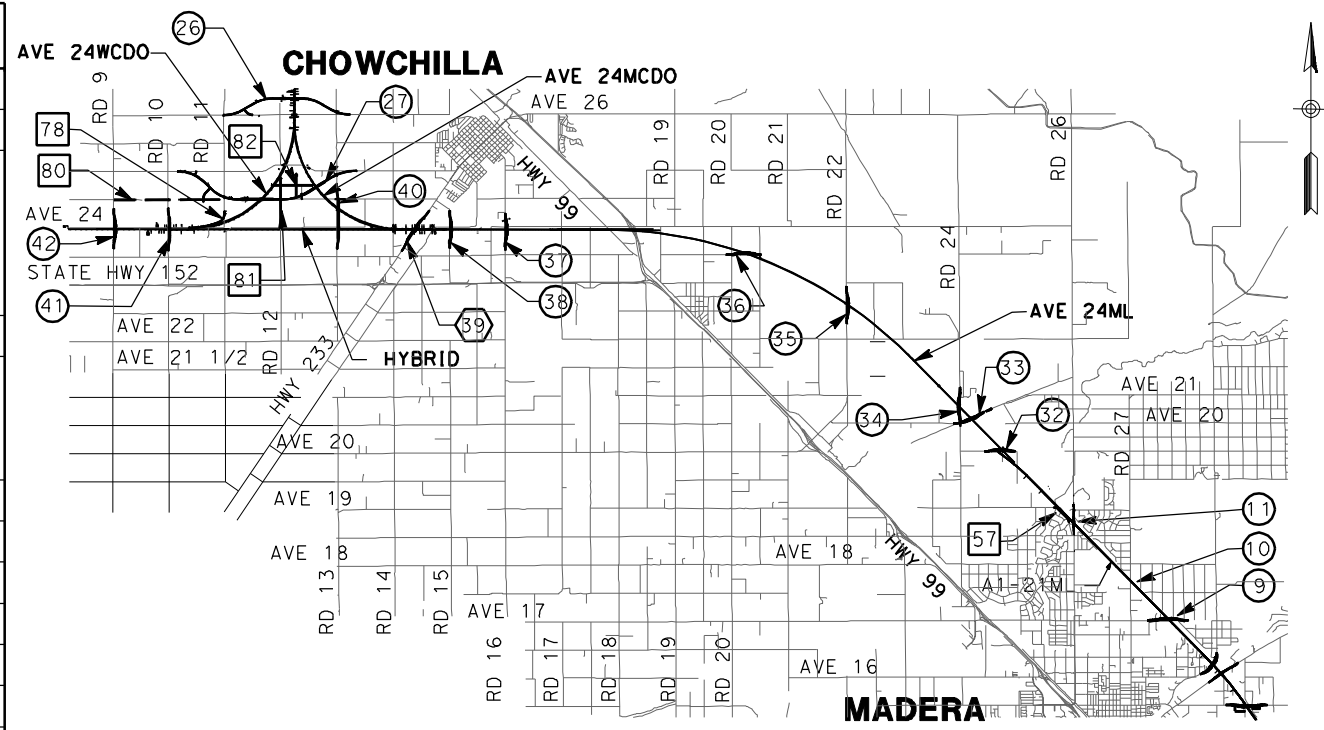 26
AVE 24WCDO
CHOWCHILLA
AVE 24MCDO
RD 9
RD 10
RD 11
27
AVE 26
78
82
RD 19
RD 20
RD 21
RD 22
RD 26
80
HWY 99
40
AVE 24
42
37
RD 24
STATE HWY 152
81
38
36
41
39
35
AVE 24ML
AVE 22
RD 12
AVE 21 1/2
HYBRID
HWY 233
33
AVE 21
34
32
AVE 20
RD 27
AVE 20
AVE 19
11
57
AVE 18
AVE 18
HWY 99
10
RD 13
RD 14
RD 15
9
AVE 17
RD 16
RD 17
RD 18
RD 19
RD 20
AVE 16
MADERA